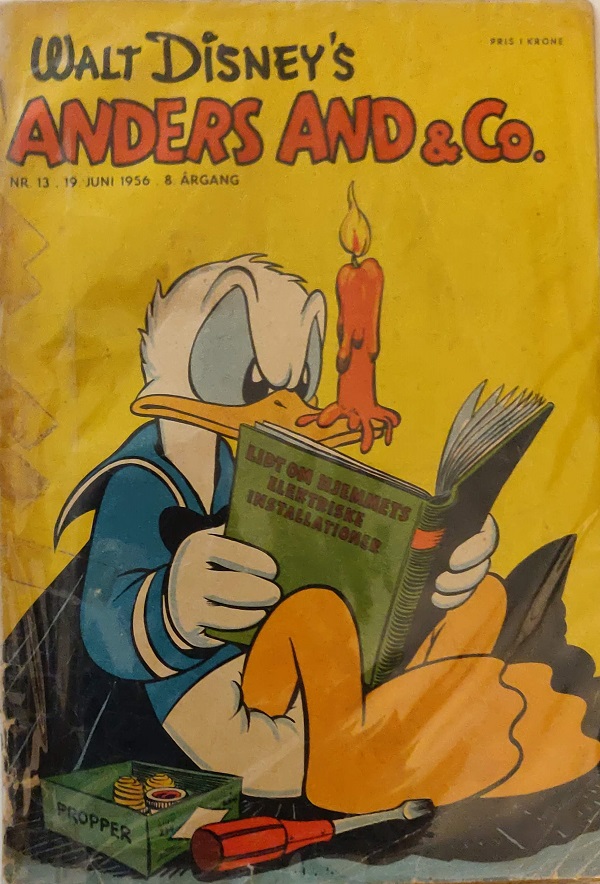 WALT DISNEY'S
PRIS 1 KRONE
ANDERS AND & Co.
NR. 13 . 19. JUNI 1956 . 8. ÅRGANG
LIDT OM HJEMMETS
ELEKTRISKE
INSTALLATIONER
PROPPER